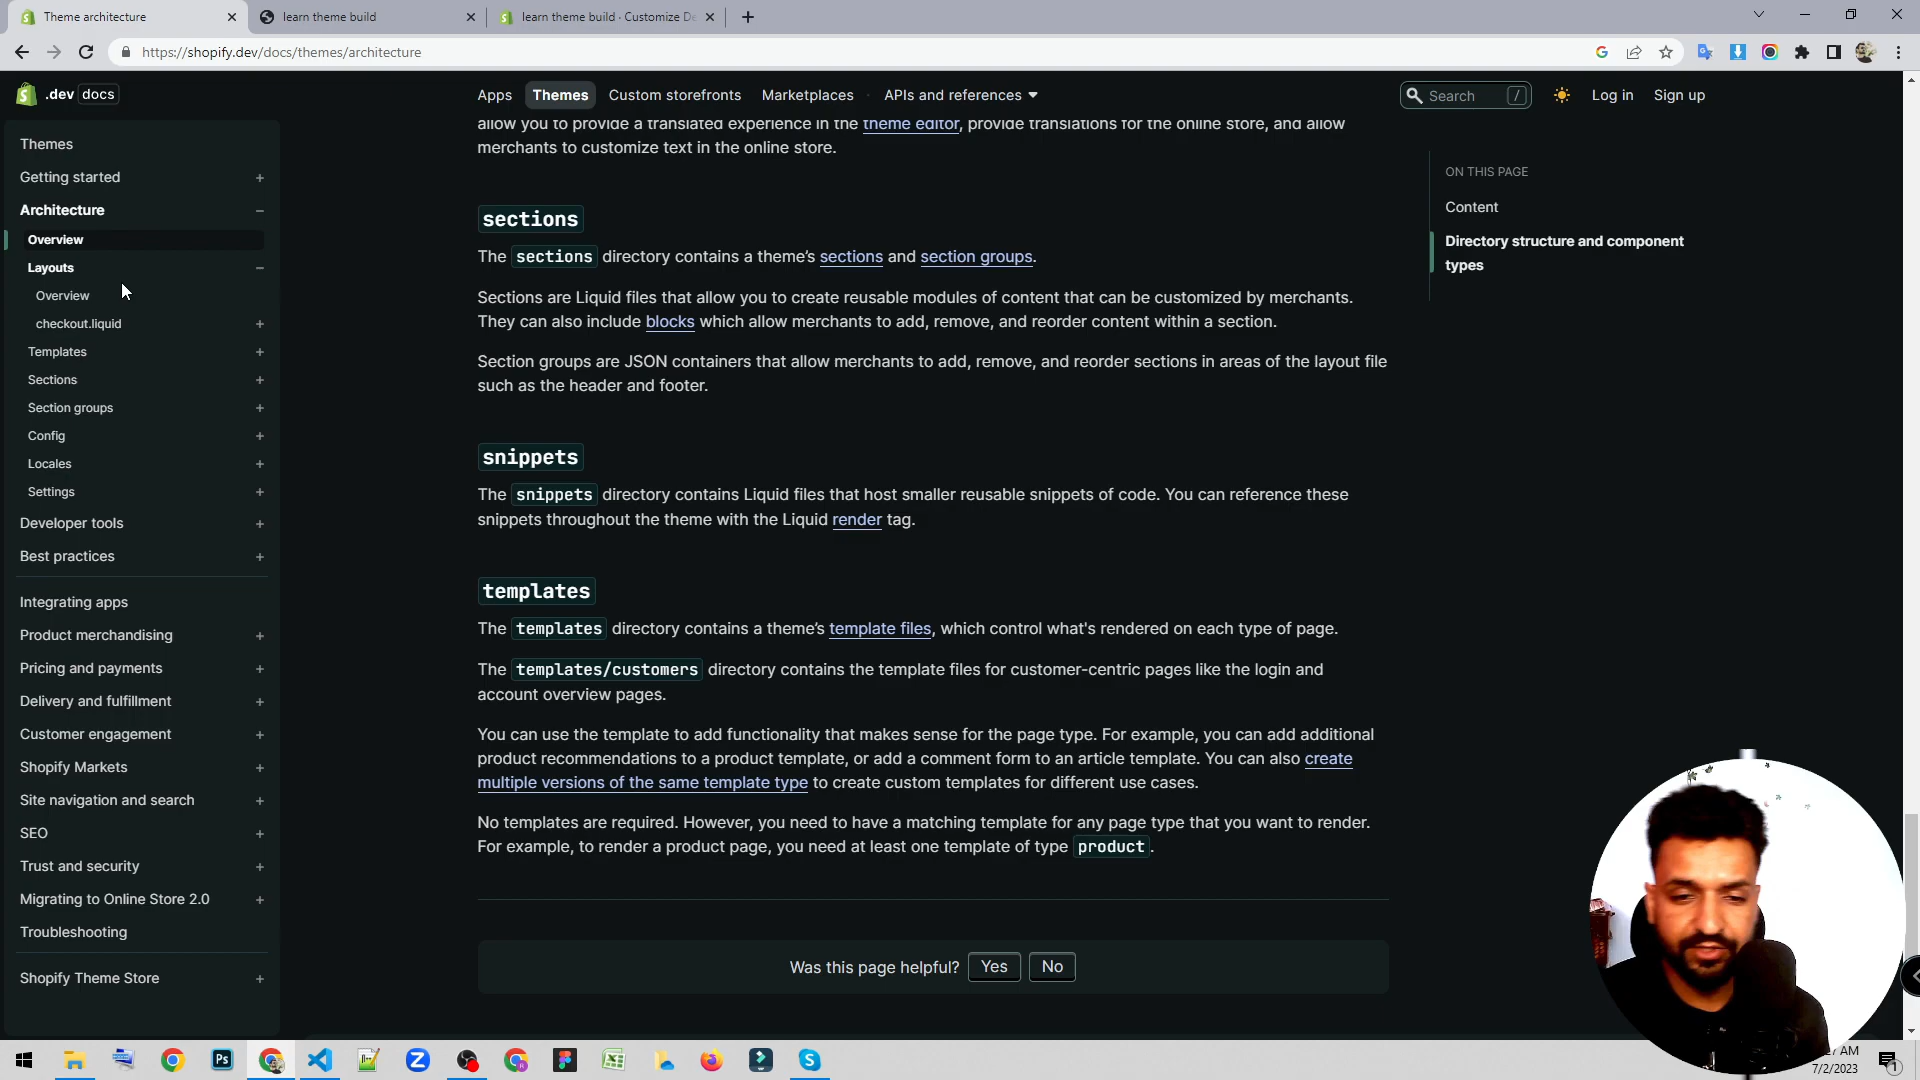 Theme architecture
learn theme build
learn theme build · Customize De
https://shopify.dev/docs/themes/architecture
.dev docs
Apps
Themes
Custom storefronts
Marketplaces
APIs and references
Search /
Log in
Sign up
Themes
Getting started
Architecture
Overview
Layouts
Overview
checkout.liquid
Templates
Sections
Section groups
Config
Locales
Settings
Developer tools
Best practices
Integrating apps
Product merchandising
Pricing and payments
Delivery and fulfillment
Customer engagement
Shopify Markets
Site navigation and search
SEO
Trust and security
Migrating to Online Store 2.0
Troubleshooting
Shopify Theme Store
allow you to provide a translated experience in the theme editor, provide translations for the online store, and allow
merchants to customize text in the online store.
sections
The sections directory contains a theme’s sections and section groups.
Sections are Liquid files that allow you to create reusable modules of content that can be customized by merchants.
They can also include blocks which allow merchants to add, remove, and reorder content within a section.
Section groups are JSON containers that allow merchants to add, remove, and reorder sections in areas of the layout file
such as the header and footer.
snippets
The snippets directory contains Liquid files that host smaller reusable snippets of code. You can reference these
snippets throughout the theme with the Liquid render tag.
templates
The templates directory contains a theme’s template files, which control what's rendered on each type of page.
The templates/customers directory contains the template files for customer-centric pages like the login and
account overview pages.
You can use the template to add functionality that makes sense for the page type. For example, you can add additional
product recommendations to a product template, or add a comment form to an article template. You can also create
multiple versions of the same template type to create custom templates for different use cases.
No templates are required. However, you need to have a matching template for any page type that you want to render.
For example, to render a product page, you need at least one template of type product.
Was this page helpful? Yes No
ON THIS PAGE
Content
Directory structure and component
types
AM
7/2/2023
1